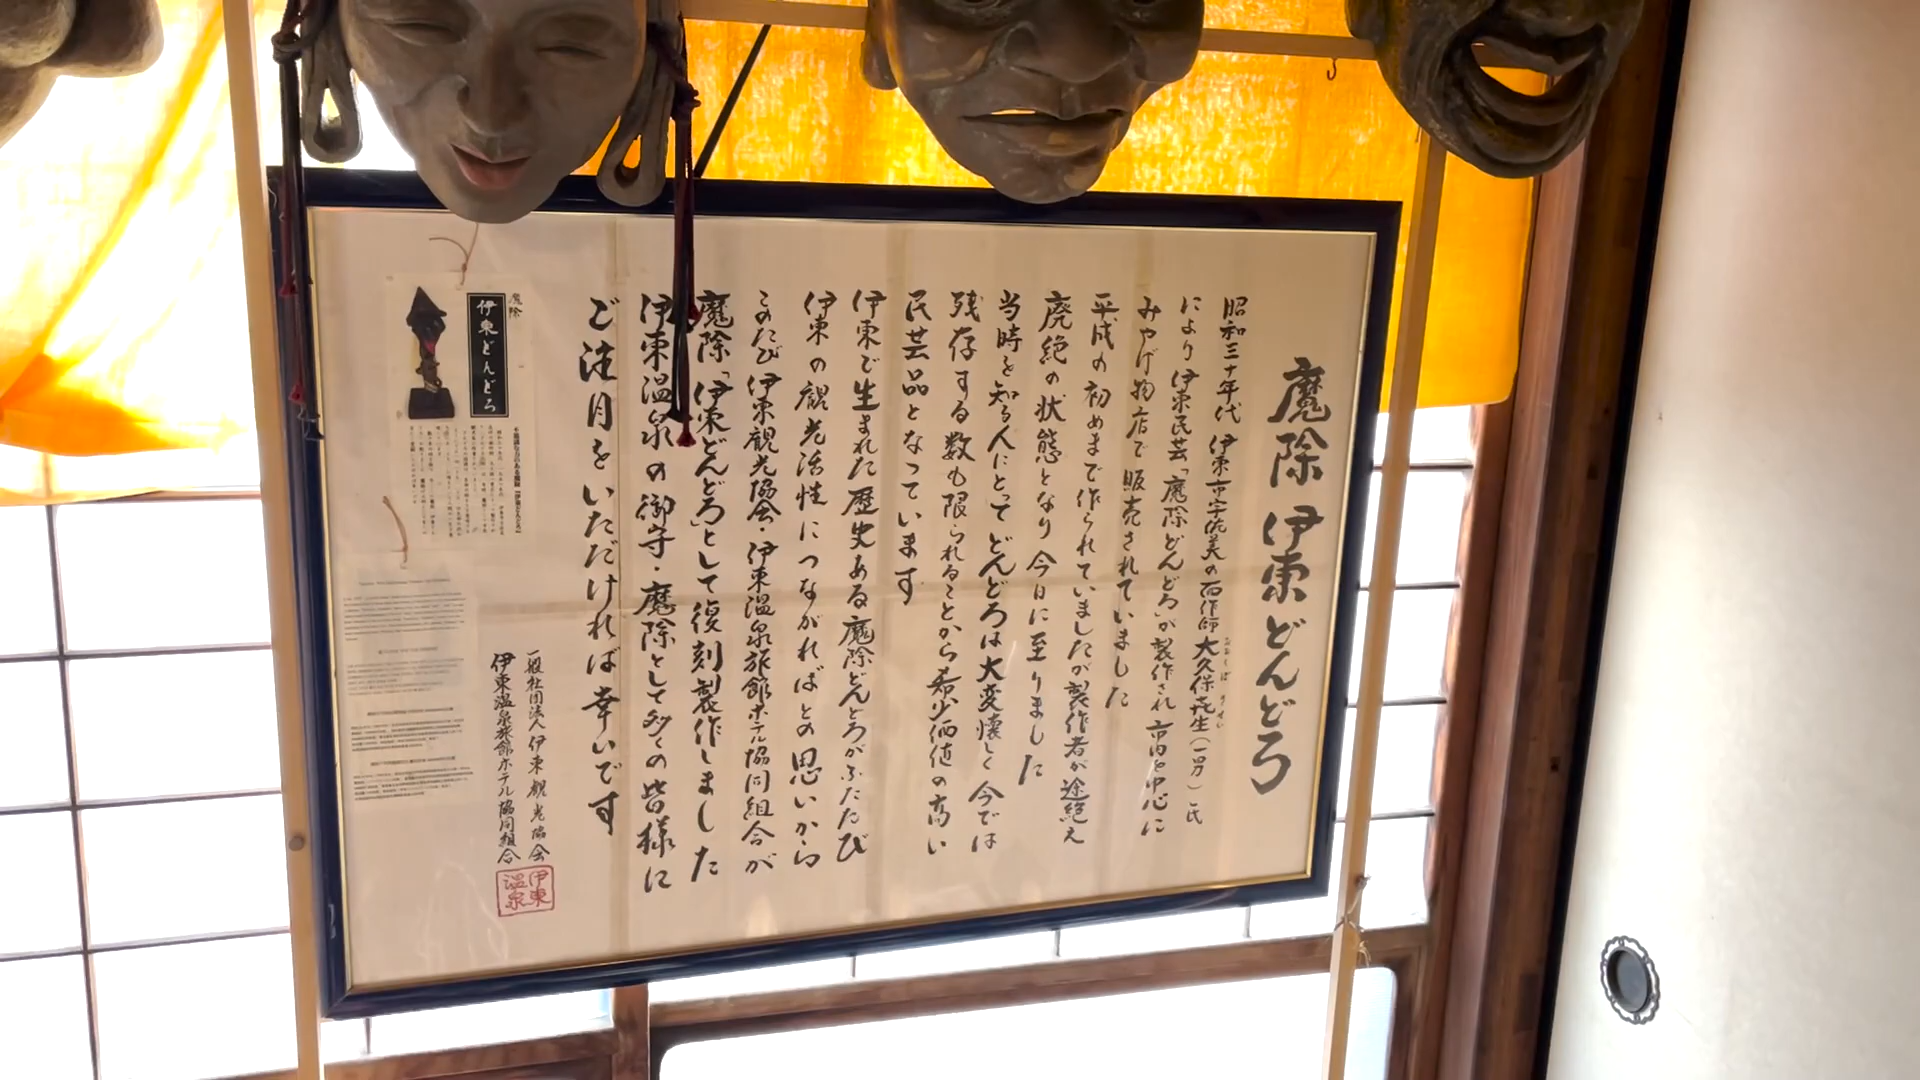 魔除 伊東どんどろ
昭和三十年代 伊東市宇佐美の面作師 大久保㐂生(一男)氏
により 伊東民芸「魔除どんどろ」が製作され 市内を中心に
みやげ物店で販売されていました
平成の初めまで作られていましたが製作者が途絶え
廃絶の状態となり 今日に至りました
当時を知る人にとって どんどろは大変懐しく 今では
残存する数も限られることから 希少価値の高い
民芸品となっています
伊東で生まれた歴史ある魔除どんどろがふたたび
伊東の観光活性につながればとの思いから
このたび 伊東観光協会・伊東温泉旅館ホテル協同組合が
魔除「伊東どんどろ」として復刻製作しました
伊東温泉の御守・魔除として多くの皆様に
ご注目をいただければ幸いです
一般社団法人 伊東観光協会
伊東温泉旅館ホテル協同組合
伊東
温泉
魔除
伊東どんどろ